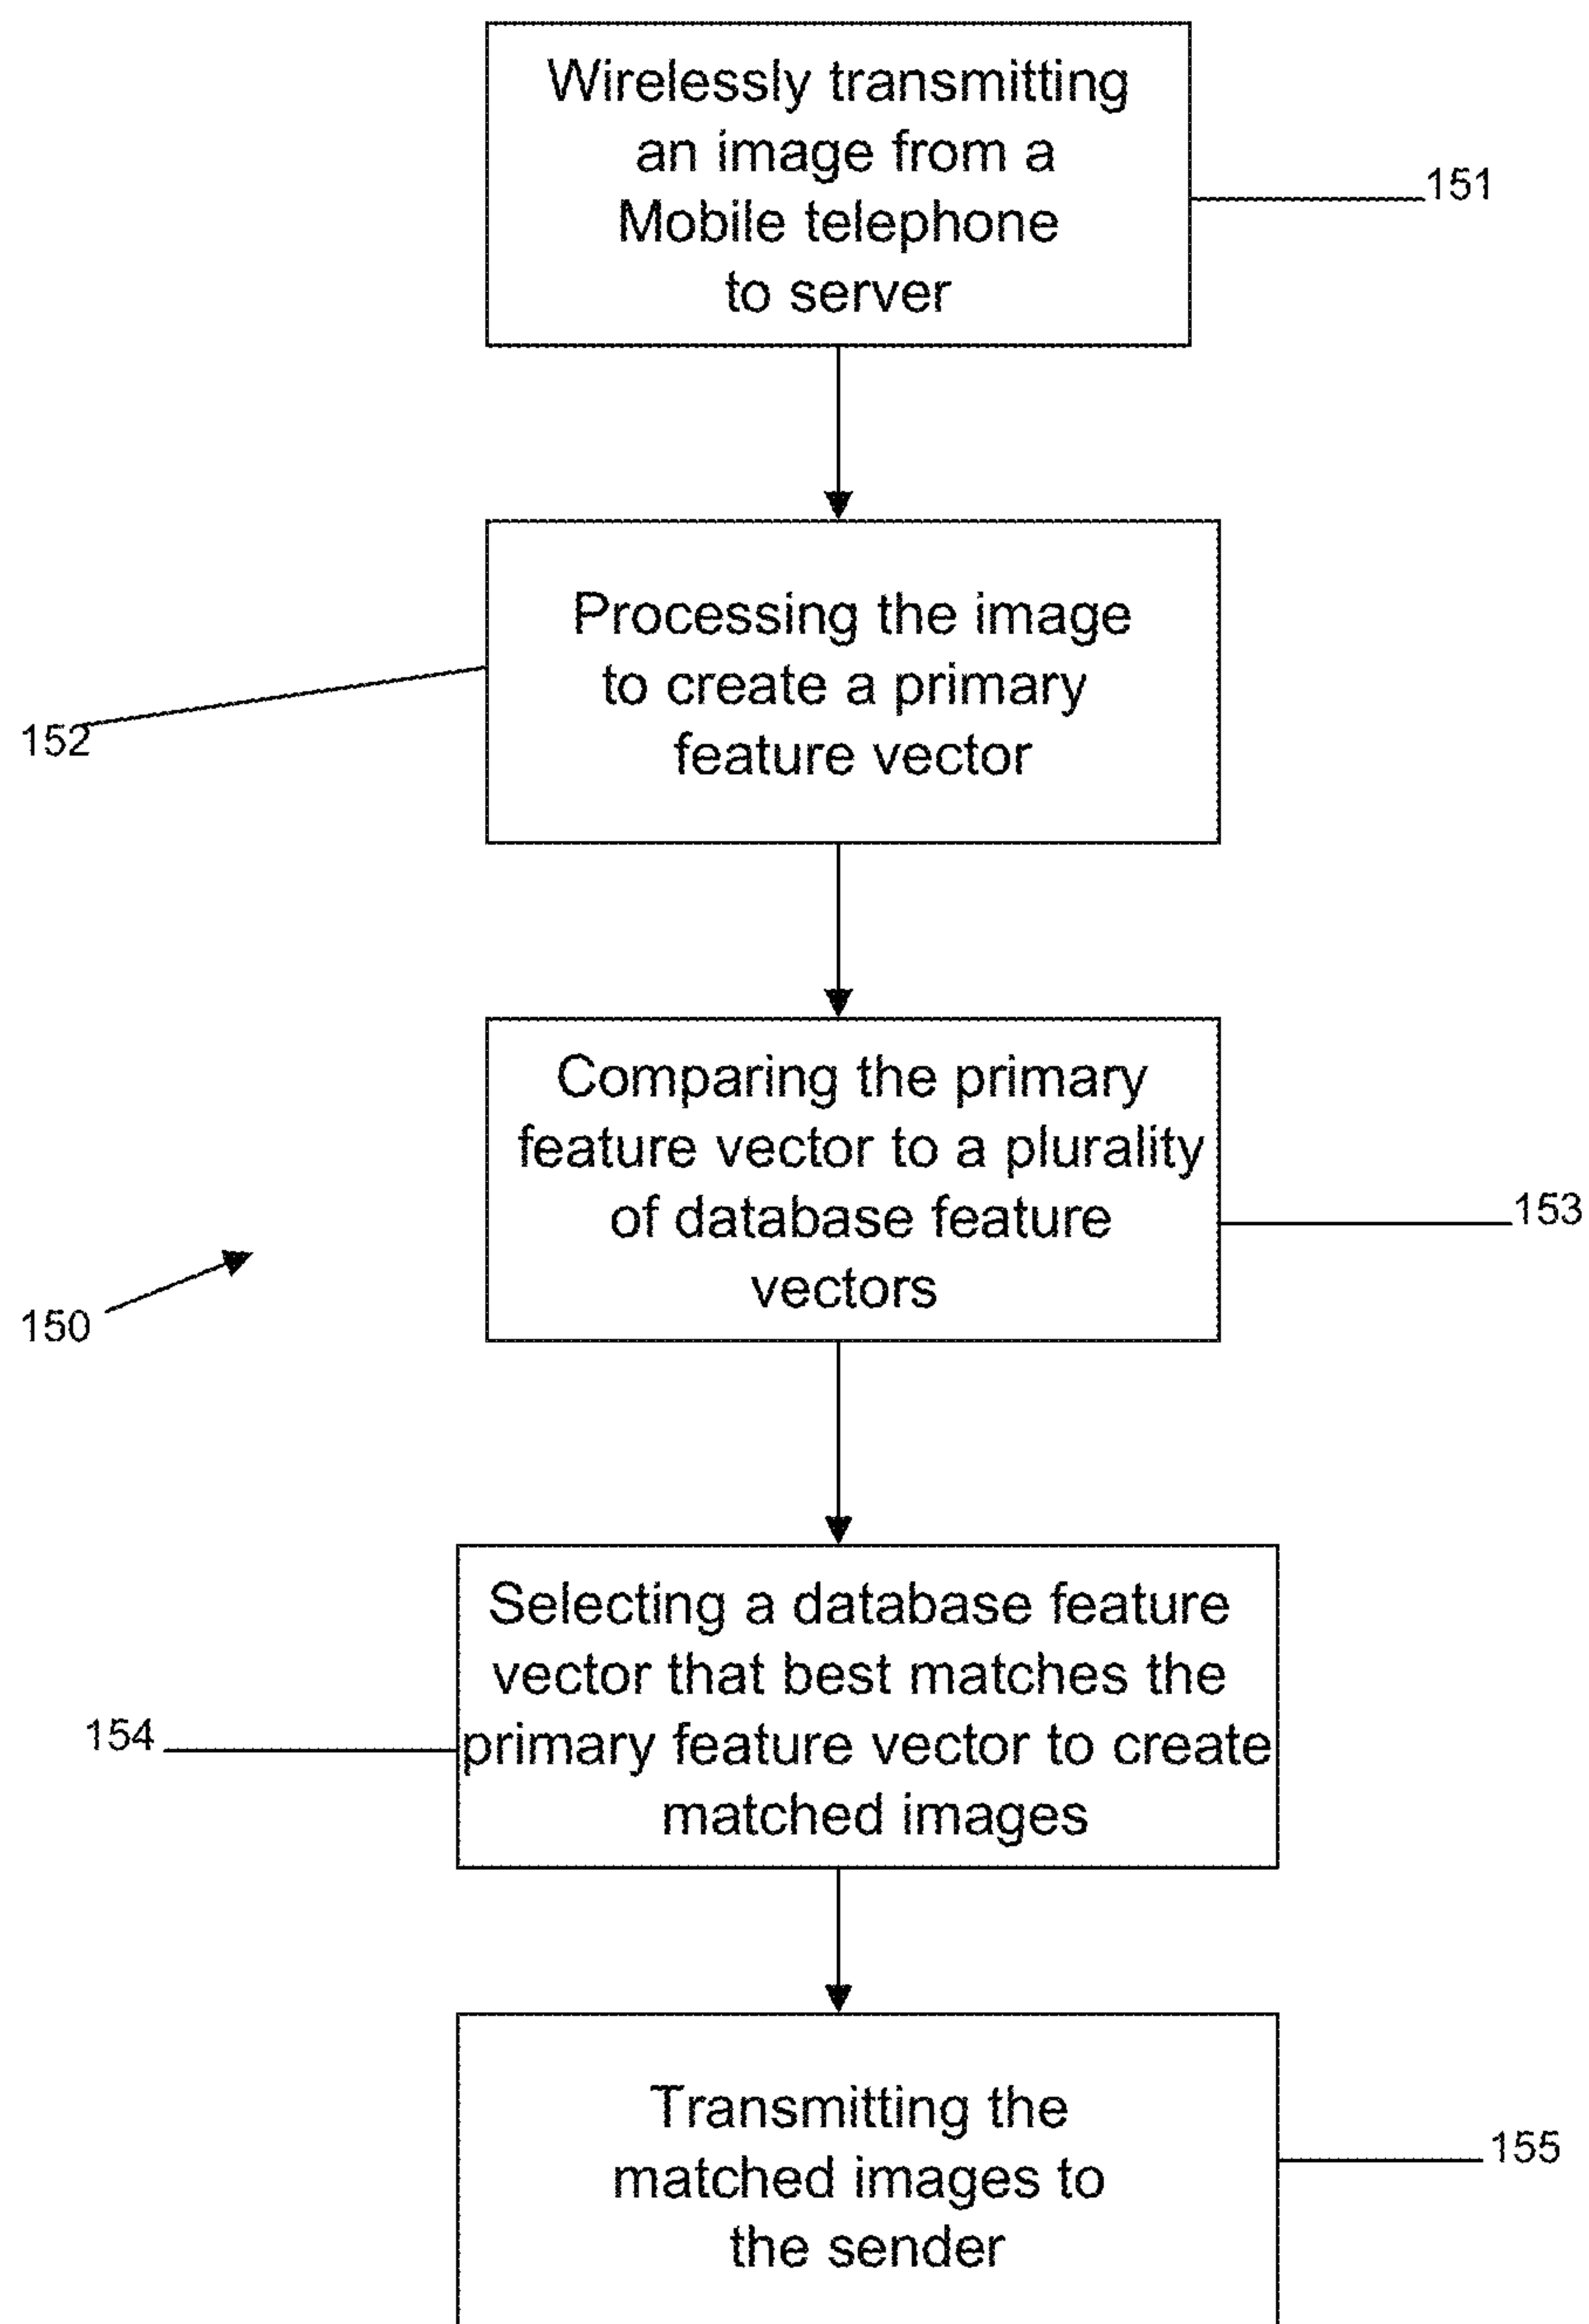 Wirelessly transmitting
an image from a
Mobile telephone
to server
151
Processing the image
to create a primary
feature vector
152
Comparing the primary
feature vector to a plurality
of database feature
vectors
153
150
Selecting a database feature
vector that best matches the
primary feature vector to create
matched images
154
Transmitting the
matched images to
the sender
155